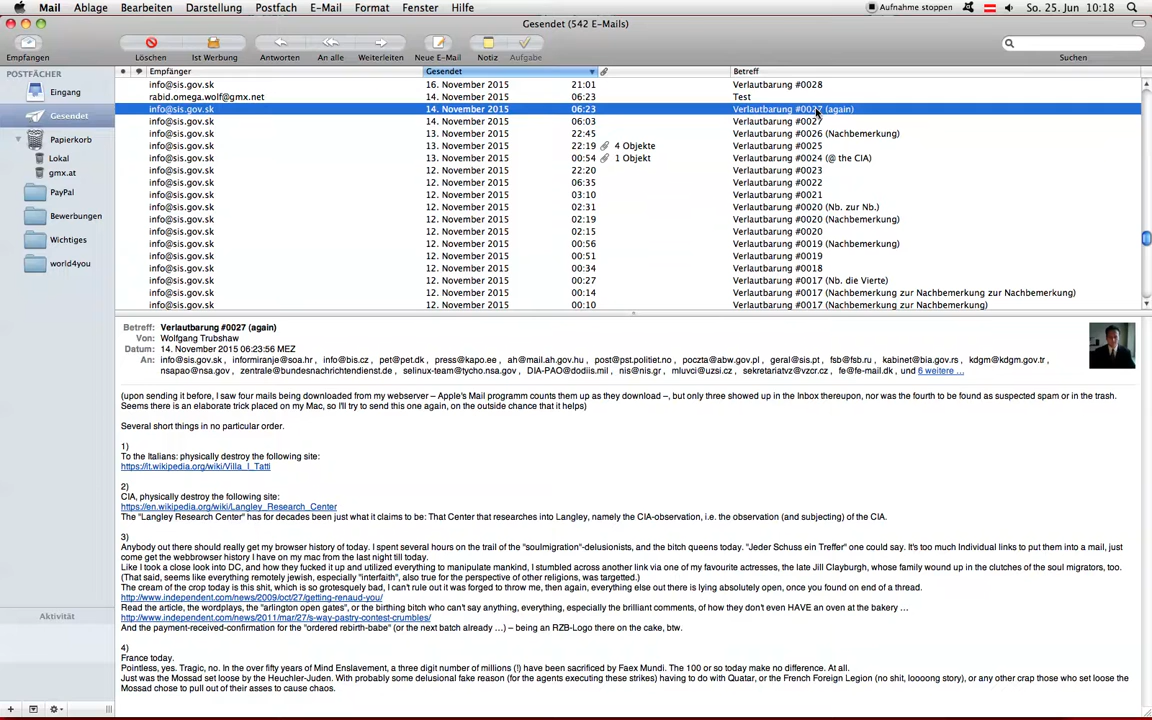 Mail Ablage Bearbeiten Darstellung Postfach E-Mail Format Fenster Hilfe Aufnahme stoppen So. 25. Jun 10:18
Gesendet (542 E-Mails)
Empfangen Löschen Ist Werbung Antworten An alle Weiterleiten Neue E-Mail Notiz Aufgabe Suchen
POSTFÄCHER
Eingang
Gesendet
Papierkorb
Lokal
gmx.at
PayPal
Bewerbungen
Wichtiges
world4you
Aktivität
Empfänger Gesendet Betreff
info@sis.gov.sk 16. November 2015 21:01 Verlautbarung #0028
rabid.omega.wolf@gmx.net 14. November 2015 06:23 Test
info@sis.gov.sk 14. November 2015 06:23 Verlautbarung #0027 (again)
info@sis.gov.sk 14. November 2015 06:03 Verlautbarung #0027
info@sis.gov.sk 13. November 2015 22:45 Verlautbarung #0026 (Nachbemerkung)
info@sis.gov.sk 13. November 2015 22:19 4 Objekte Verlautbarung #0025
info@sis.gov.sk 13. November 2015 00:54 1 Objekt Verlautbarung #0024 (@ the CIA)
info@sis.gov.sk 12. November 2015 22:20 Verlautbarung #0023
info@sis.gov.sk 12. November 2015 06:35 Verlautbarung #0022
info@sis.gov.sk 12. November 2015 03:10 Verlautbarung #0021
info@sis.gov.sk 12. November 2015 02:31 Verlautbarung #0020 (Nb. zur Nb.)
info@sis.gov.sk 12. November 2015 02:19 Verlautbarung #0020 (Nachbemerkung)
info@sis.gov.sk 12. November 2015 02:15 Verlautbarung #0020
info@sis.gov.sk 12. November 2015 00:56 Verlautbarung #0019 (Nachbemerkung)
info@sis.gov.sk 12. November 2015 00:51 Verlautbarung #0019
info@sis.gov.sk 12. November 2015 00:34 Verlautbarung #0018
info@sis.gov.sk 12. November 2015 00:27 Verlautbarung #0017 (Nb. die Vierte)
info@sis.gov.sk 12. November 2015 00:14 Verlautbarung #0017 (Nachbemerkung zur Nachbemerkung zur Nachbemerkung)
info@sis.gov.sk 12. November 2015 00:10 Verlautbarung #0017 (Nachbemerkung zur Nachbemerkung)
Betreff: Verlautbarung #0027 (again)
Von: Wolfgang Trubshaw
Datum: 14. November 2015 06:23:56 MEZ
An: info@sis.gov.sk , informiranje@soa.hr , info@bis.cz , pet@pet.dk , press@kapo.ee , ah@mail.ah.gov.hu , post@pst.politiet.no , poczta@abw.gov.pl , geral@sis.pt , fsb@fsb.ru , kabinet@bia.gov.rs , kdgm@kdgm.gov.tr ,
nsapao@nsa.gov , zentrale@bundesnachrichtendienst.de , selinux-team@tycho.nsa.gov , DIA-PAO@dodiis.mil , nis@nis.gr , mluvci@uzsi.cz , sekretariatvz@vzcr.cz , fe@fe-mail.dk , und 6 weitere ...
(upon sending it before, I saw four mails being downloaded from my webserver – Apple's Mail programm counts them up as they download –, but only three showed up in the Inbox thereupon, nor was the fourth to be found as suspected spam or in the trash.
Seems there is an elaborate trick placed on my Mac, so I'll try to send this one again, on the outside chance that it helps)
Several short things in no particular order.
1)
To the Italians: physically destroy the following site:
https://it.wikipedia.org/wiki/Villa_I_Tatti
2)
CIA, physically destroy the following site:
https://en.wikipedia.org/wiki/Langley_Research_Center
The "Langley Research Center" has for decades been just what it claims to be: That Center that researches into Langley, namely the CIA-observation, i.e. the observation (and subjecting) of the CIA.
3)
Anybody out there should really get my browser history of today. I spent several hours on the trail of the "soulmigration"-delusionists, and the bitch queens today. "Jeder Schuss ein Treffer" one could say. It's too much Individual links to put them into a mail, just
come get the webbrowser history I have on my mac from the last night till today.
Like I took a close look into DC, and how they fucked it up and utilized everything to manipulate mankind, I stumbled across another link via one of my favourite actresses, the late Jill Clayburgh, whose family wound up in the clutches of the soul migrators, too.
(That said, seems like everything remotely jewish, especially "interfaith", also true for the perspective of other religions, was targetted.)
The cream of the crop today is this shit, which is so grotesquely bad, I can't rule out it was forged to throw me, then again, everything else out there is lying absolutely open, once you found on end of a thread.
http://www.independent.com/news/2009/oct/27/getting-renaud-you/
Read the article, the wordplays, the "arlington open gates", or the birthing bitch who can't say anything, everything, especially the brilliant comments, of how they don't even HAVE an oven at the bakery ...
http://www.independent.com/news/2011/mar/27/s-way-pastry-contest-crumbles/
And the payment-received-confirmation for the "ordered rebirth-babe" (or the next batch already ...) – being an RZB-Logo there on the cake, btw.
4)
France today.
Pointless, yes. Tragic, no. In the over fifty years of Mind Enslavement, a three digit number of millions (!) have been sacrificed by Faex Mundi. The 100 or so today make no difference. At all.
Just was the Mossad set loose by the Heuchler-Juden. With probably some delusional fake reason (for the agents executing these strikes) having to do with Quatar, or the French Foreign Legion (no shit, loooong story), or any other crap those who set loose the
Mossad chose to pull out of their asses to cause chaos.